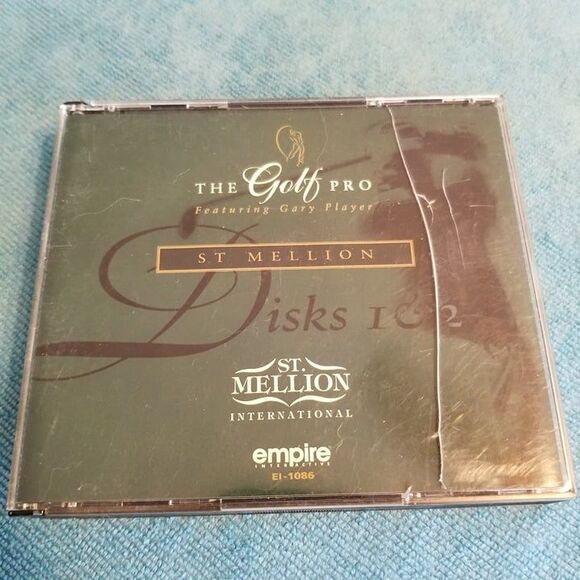 THE Golf PRO
Featuring Gary Player
ST MELLION
Disks 1&2
ST.
MELLION
INTERNATIONAL
empire
INTERACTIVE
EI-1086